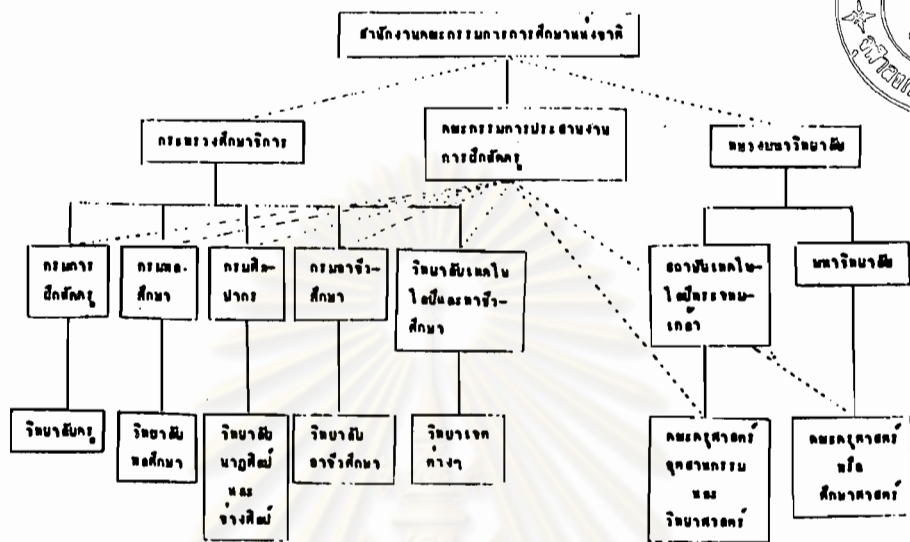 สำนักงานคณะกรรมการการศึกษาแห่งชาติ
กระทรวงศึกษาธิการ
คณะกรรมการประสานงาน
การฝึกหัดครู
ทบวงมหาวิทยาลัย
กรมการ
ฝึกหัดครู
กรมพล-
ศึกษา
กรมศิล-
ปากร
กรมอาชีว-
ศึกษา
วิทยาลัยเทคโน
โลยีและอาชีว-
ศึกษา
สถาบันเทคโน-
โลยีพระจอม-
เกล้า
มหาวิทยาลัย
วิทยาลัยครู
วิทยาลัย
พลศึกษา
วิทยาลัย
นาฏศิลป์
และ
ช่างศิลป์
วิทยาลัย
อาชีวศึกษา
วิทยาเขต
ต่างๆ
คณะครุศาสตร์
อุตสาหกรรม
และ
วิทยาศาสตร์
คณะครุศาสตร์
หรือ
ศึกษาศาสตร์